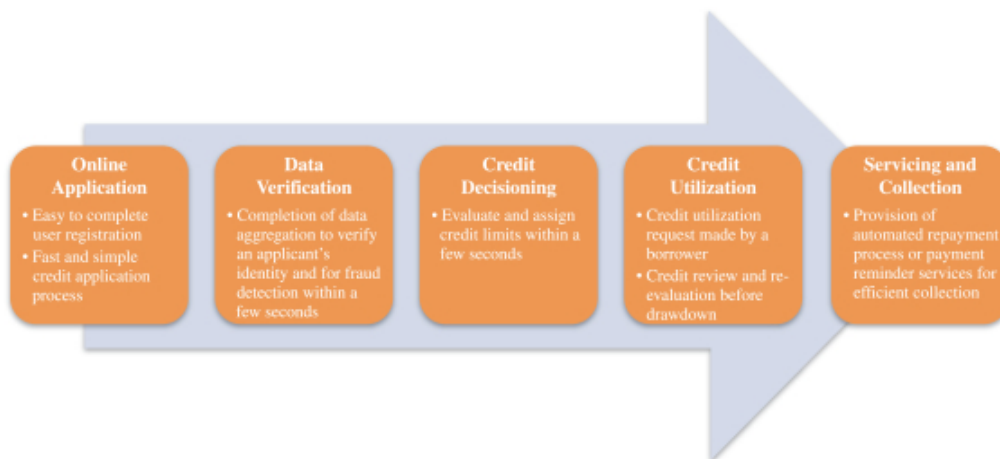 Online
Application
• Easy to complete
user registration
• Fast and simple
credit application
process
Data
Verification
• Completion of data
aggregation to verify
an applicant's
identity and for fraud
detection within a
few seconds
Credit
Decisioning
• Evaluate and assign
credit limits within a
few seconds
Credit
Utilization
• Credit utilization
request made by a
borrower
• Credit review and re-
evaluation before
drawdown
Servicing and
Collection
• Provision of
automated repayment
process or payment
reminder services for
efficient collection